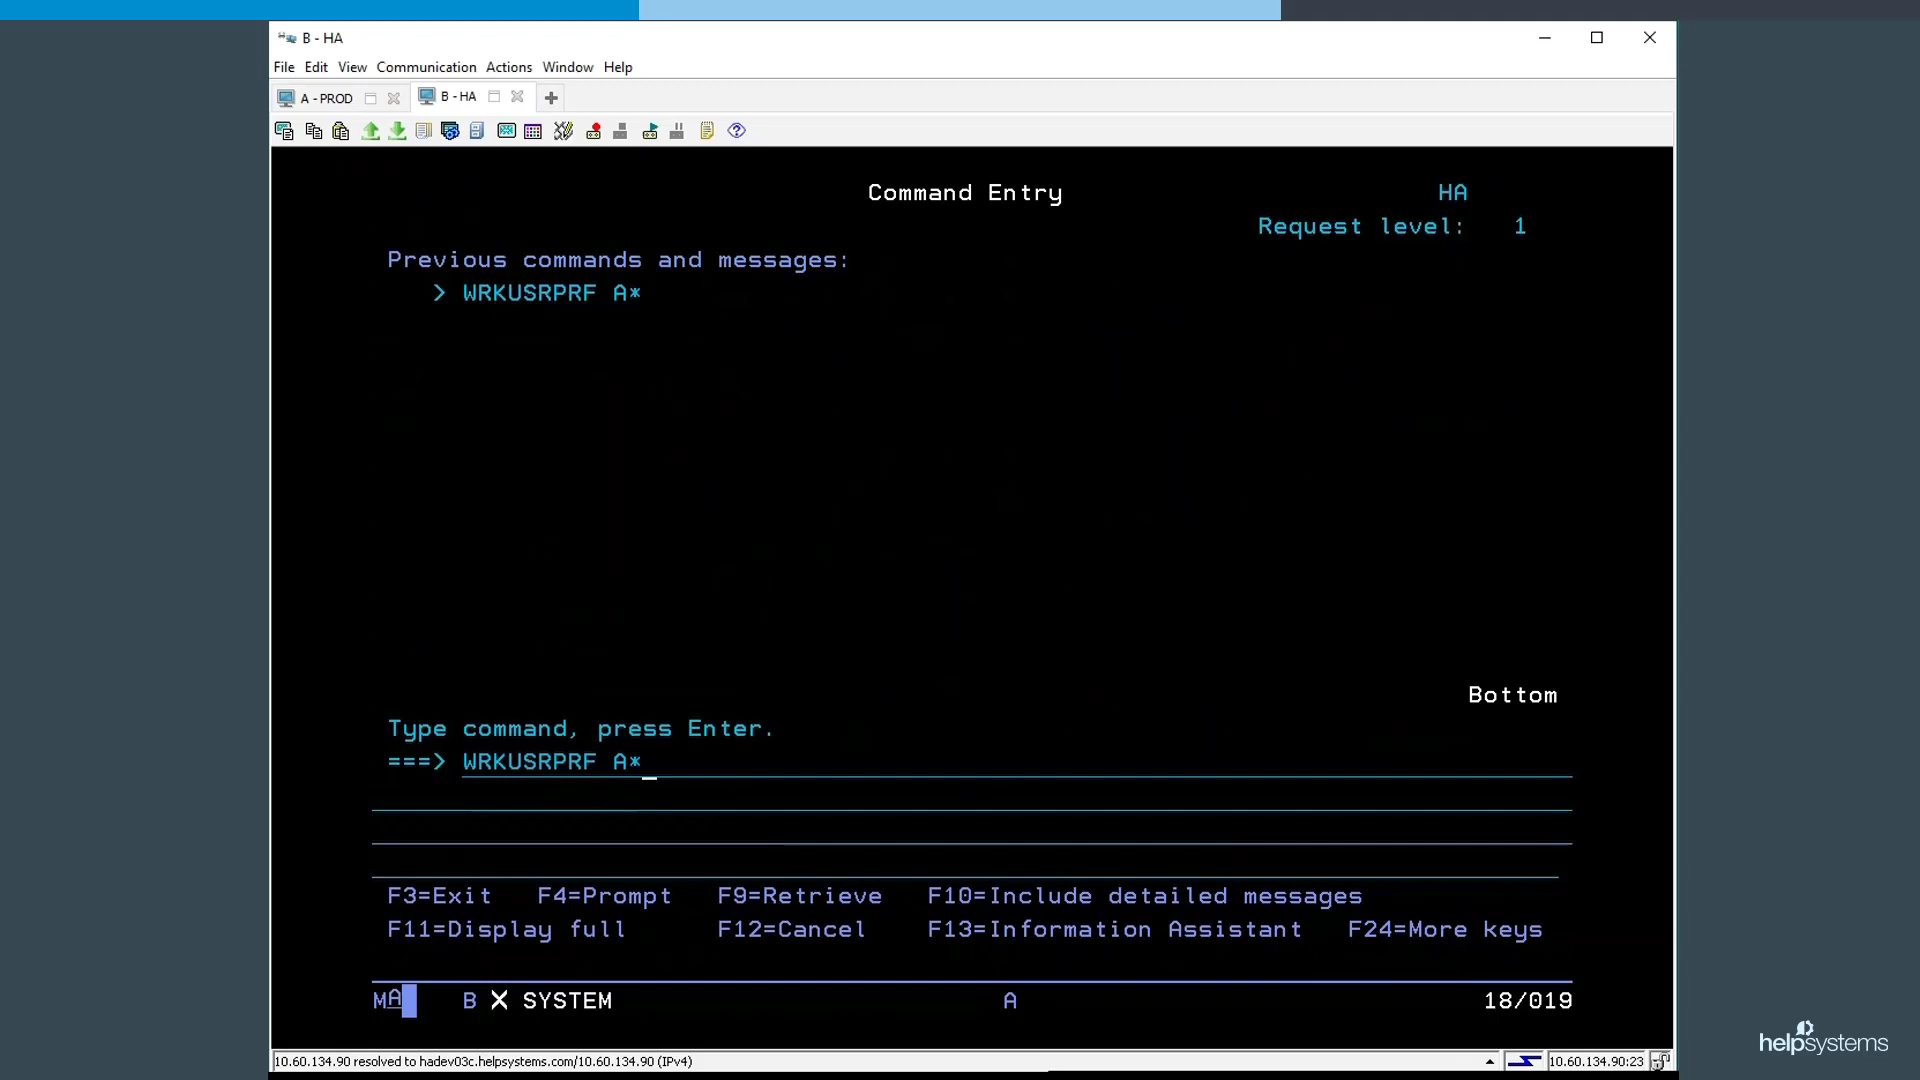 B - HA
File Edit View Communication Actions Window Help
A - PROD B - HA
Command Entry HA
Request level: 1
Previous commands and messages:
> WRKUSRPRF A*
Bottom
Type command, press Enter.
===> WRKUSRPRF A*
F3=Exit F4=Prompt F9=Retrieve F10=Include detailed messages
F11=Display full F12=Cancel F13=Information Assistant F24=More keys
MA B X SYSTEM A 18/019
10.60.134.90 resolved to hadev03c.helpsystems.com/10.60.134.90 (IPv4) 10.60.134.90:23
helpsystems